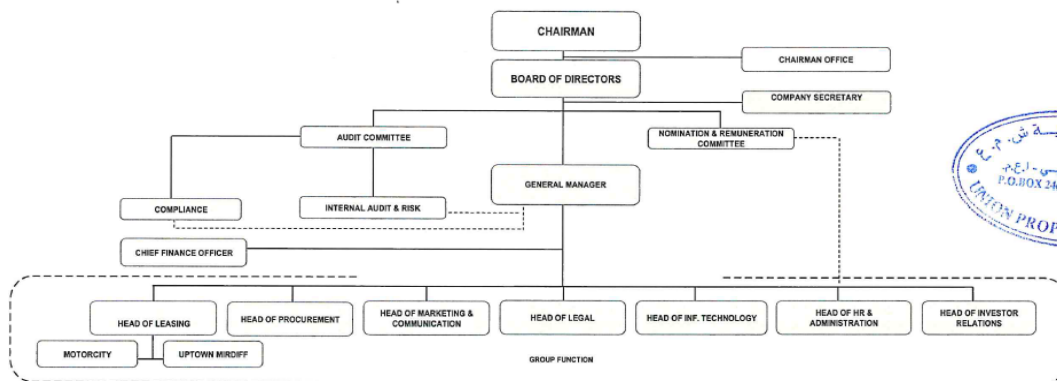 CHAIRMAN
CHAIRMAN OFFICE
BOARD OF DIRECTORS
COMPANY SECRETARY
AUDIT COMMITTEE
NOMINATION & REMUNERATION
COMMITTEE
GENERAL MANAGER
COMPLIANCE
INTERNAL AUDIT & RISK
CHIEF FINANCE OFFICER
HEAD OF LEASING
HEAD OF PROCUREMENT
HEAD OF MARKETING &
COMMUNICATION
HEAD OF LEGAL
HEAD OF INF. TECHNOLOGY
HEAD OF HR &
ADMINISTRATION
HEAD OF INVESTOR
RELATIONS
MOTORCITY
UPTOWN MIRDIFF
GROUP FUNCTION
P.O.BOX 24
UNION PROP